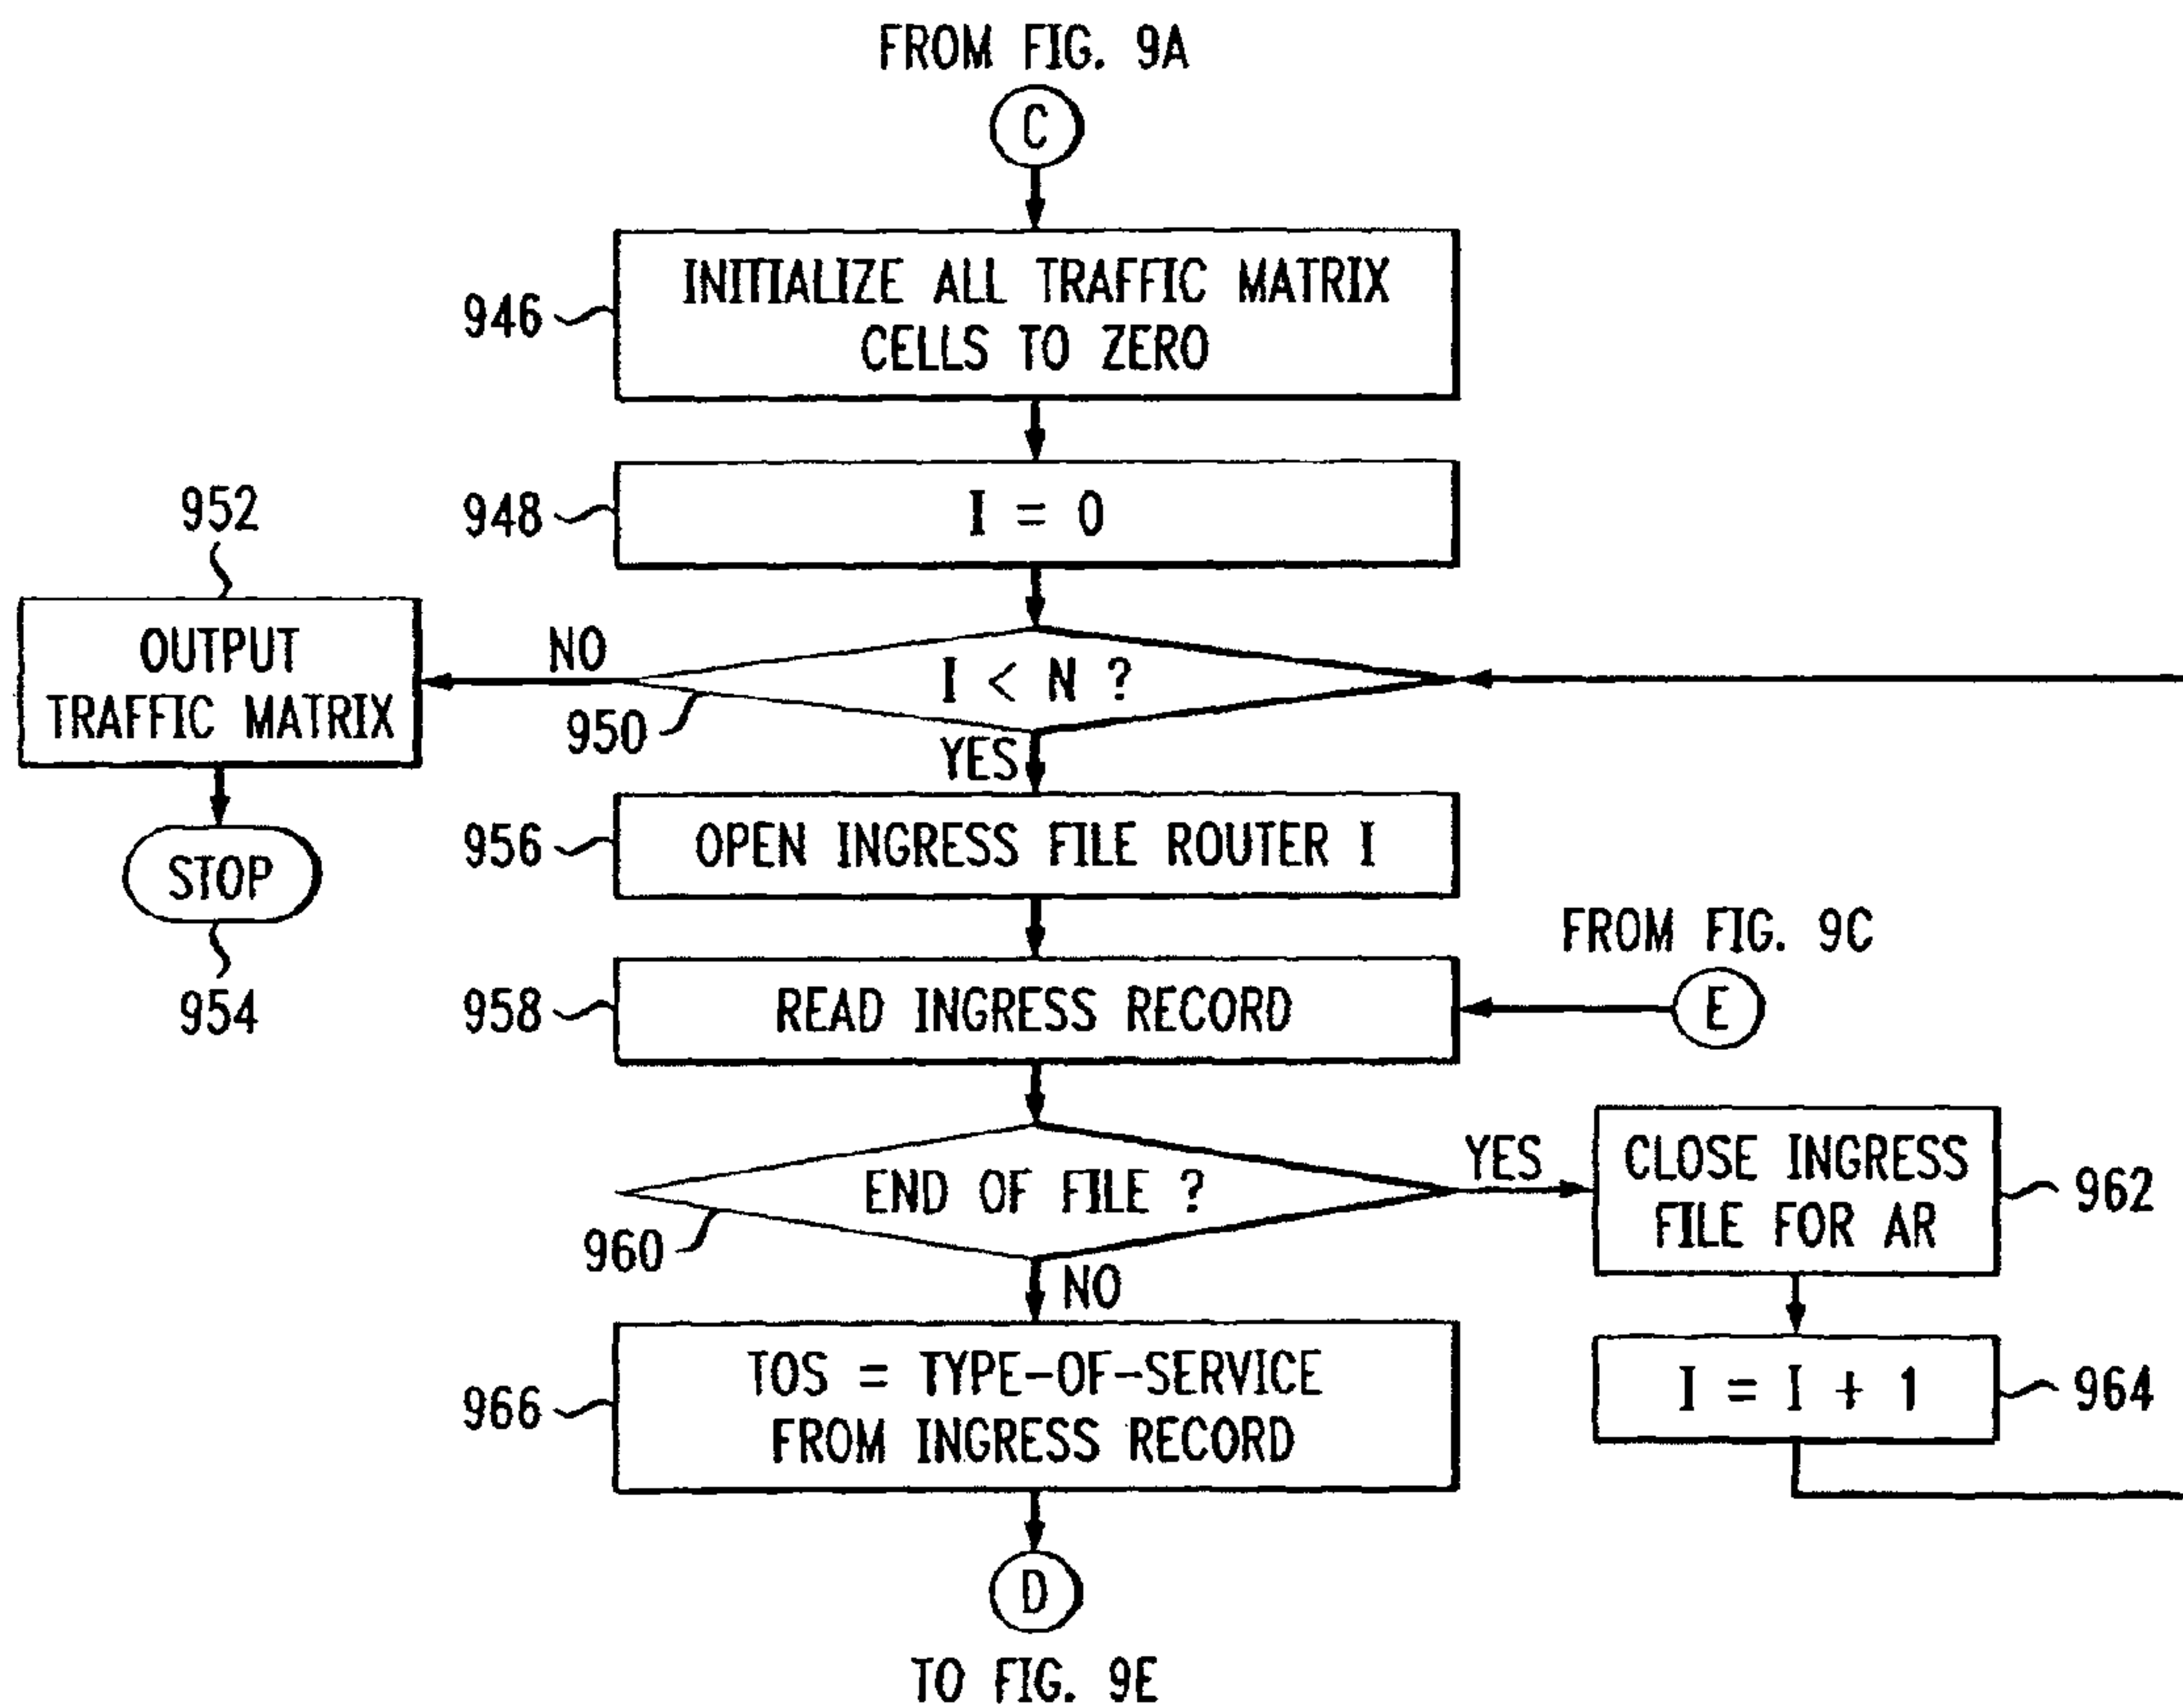 FROM FIG. 9A
C
INITIALIZE ALL TRAFFIC MATRIX
CELLS TO ZERO
946
I = 0
948
952
OUTPUT
TRAFFIC MATRIX
NO
I < N ?
950
YES
STOP
954
OPEN INGRESS FILE ROUTER I
956
FROM FIG. 9C
E
READ INGRESS RECORD
958
END OF FILE ?
960
YES
CLOSE INGRESS
FILE FOR AR
962
NO
I = I + 1
964
TOS = TYPE-OF-SERVICE
FROM INGRESS RECORD
966
D
TO FIG. 9E